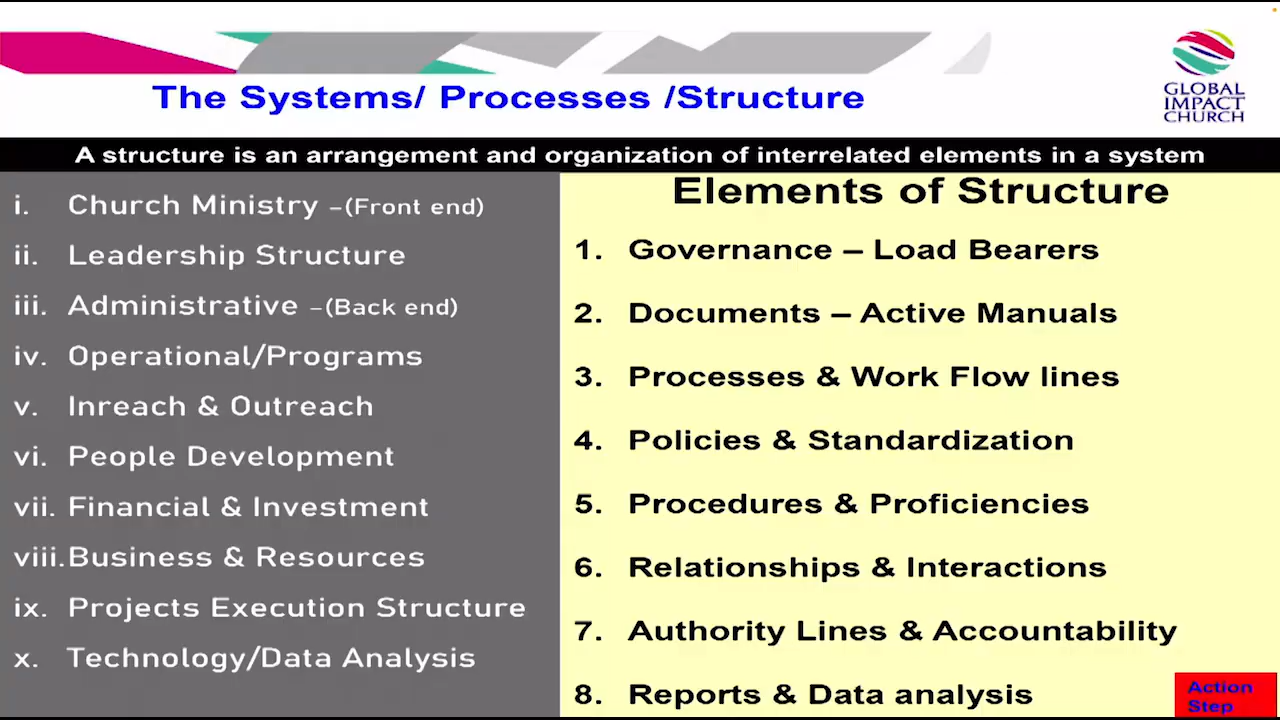 The Systems/ Processes /Structure
GLOBAL
IMPACT
CHURCH
A structure is an arrangement and organization of interrelated elements in a system
i. Church Ministry –(Front end)
ii. Leadership Structure
iii. Administrative –(Back end)
iv. Operational/Programs
v. Inreach & Outreach
vi. People Development
vii. Financial & Investment
viii. Business & Resources
ix. Projects Execution Structure
x. Technology/Data Analysis
Elements of Structure
1. Governance – Load Bearers
2. Documents – Active Manuals
3. Processes & Work Flow lines
4. Policies & Standardization
5. Procedures & Proficiencies
6. Relationships & Interactions
7. Authority Lines & Accountability
8. Reports & Data analysis
Action
Step